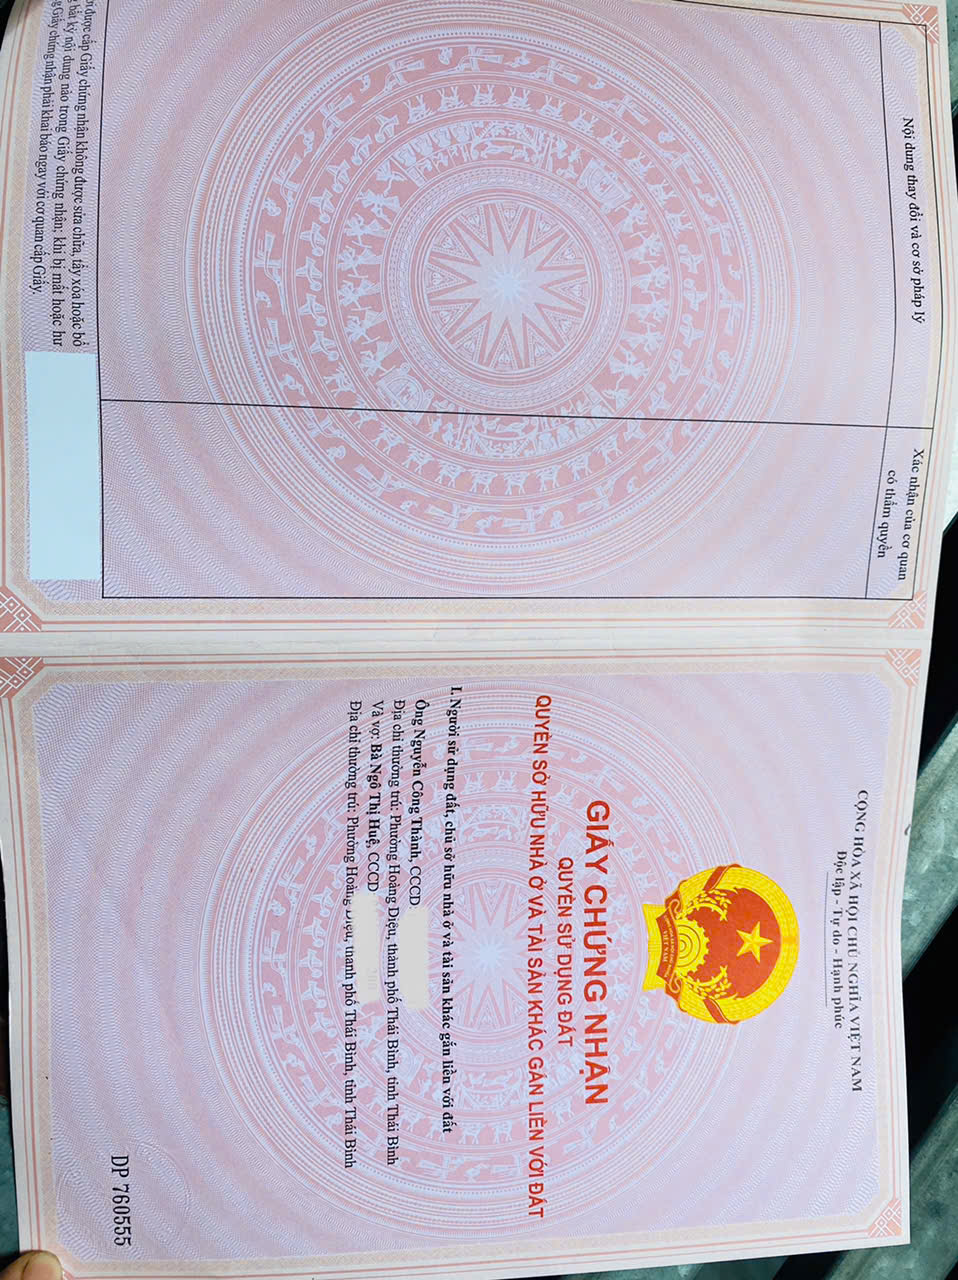 Nội dung thay đổi và cơ sở pháp lý
Xác nhận của cơ quan
có thẩm quyền
được cấp Giấy chứng nhận không được sửa chữa, tẩy xóa hoặc bổ
bất kỳ nội dung nào trong Giấy chứng nhận; khi bị mất hoặc hư
Giấy chứng nhận phải khai báo ngay với cơ quan cấp Giấy.
CỘNG HÒA XÃ HỘI CHỦ NGHĨA VIỆT NAM
Độc lập - Tự do - Hạnh phúc
VIỆT NAM
GIẤY CHỨNG NHẬN
QUYỀN SỬ DỤNG ĐẤT
QUYỀN SỞ HỮU NHÀ Ở VÀ TÀI SẢN KHÁC GẮN LIỀN VỚI ĐẤT
I. Người sử dụng đất, chủ sở hữu nhà ở và tài sản khác gắn liền với đất
Ông Nguyễn Công Thành, CCCD
Địa chỉ thường trú: Phường Hoàng Diệu, thành phố Thái Bình, tỉnh Thái Bình
Và vợ: Bà Ngô Thị Huệ, CCCD
Địa chỉ thường trú: Phường Hoàng Diệu, thành phố Thái Bình, tỉnh Thái Bình
DP 760555